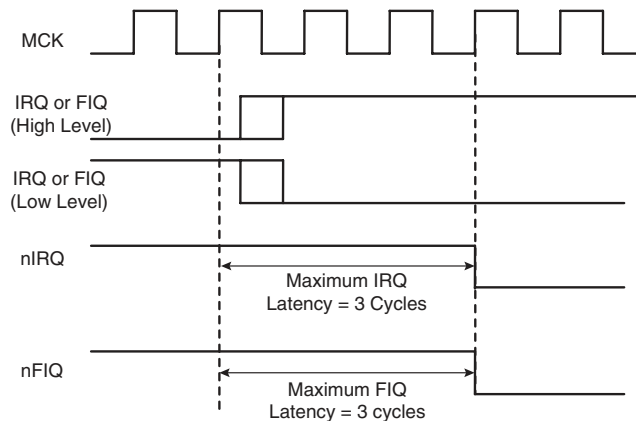 MCK
IRQ or FIQ
(High Level)
IRQ or FIQ
(Low Level)
nIRQ
Maximum IRQ
Latency = 3 Cycles
nFIQ
Maximum FIQ
Latency = 3 cycles